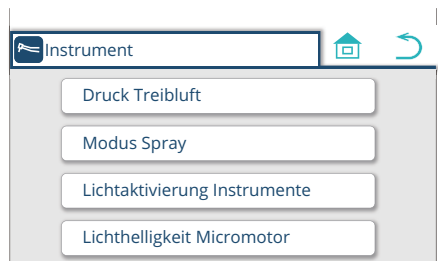 Instrument
Druck Treibluft
Modus Spray
Lichtaktivierung Instrumente
Lichthelligkeit Micromotor